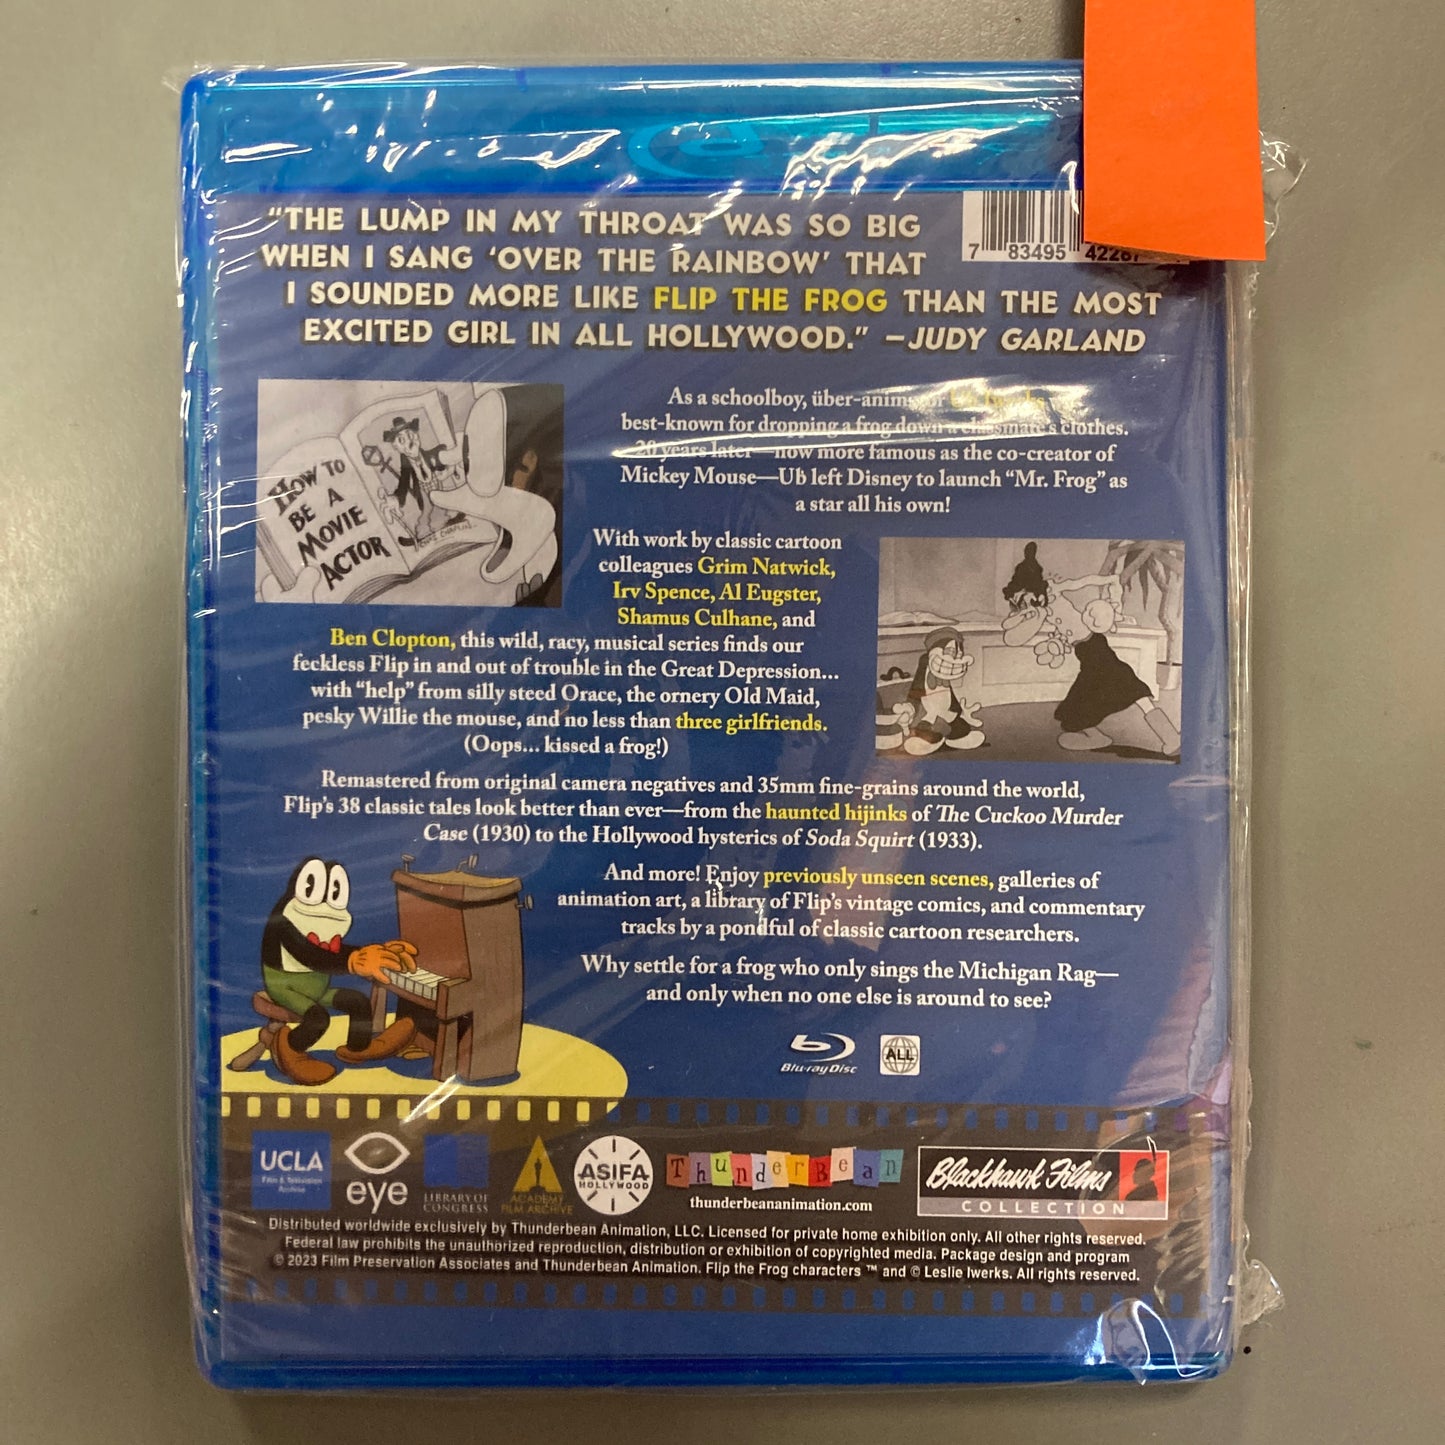 “THE LUMP IN MY THROAT WAS SO BIG
WHEN I SANG ‘OVER THE RAINBOW’ THAT
I SOUNDED MORE LIKE FLIP THE FROG THAN THE MOST
EXCITED GIRL IN ALL HOLLYWOOD.” —JUDY GARLAND
7 83495
As a schoolboy, über-
best-known for dropping a frog down a classmate's clothes.
20 years later—now more famous as the co-creator of
Mickey Mouse—Ub left Disney to launch “Mr. Frog” as
a star all his own!
HOW TO
BE A
MOVIE
ACTOR
With work by classic cartoon
colleagues Grim Natwick,
Irv Spence, Al Eugster,
Shamus Culhane, and
Ben Clopton, this wild, racy, musical series finds our
feckless Flip in and out of trouble in the Great Depression...
with “help” from silly steed Orace, the ornery Old Maid,
pesky Willie the mouse, and no less than three girlfriends.
(Oops... kissed a frog!)
Remastered from original camera negatives and 35mm fine-grains around the world,
Flip's 38 classic tales look better than ever—from the haunted hijinks of The Cuckoo Murder
Case (1930) to the Hollywood hysterics of Soda Squirt (1933).
And more! Enjoy previously unseen scenes, galleries of
animation art, a library of Flip's vintage comics, and commentary
tracks by a pondful of classic cartoon researchers.
Why settle for a frog who only sings the Michigan Rag—
and only when no one else is around to see?
Blu-ray Disc
ALL
UCLA
Film & Television
Archive
eye
LIBRARY OF
CONGRESS
ACADEMY
FILM ARCHIVE
ASIFA
HOLLYWOOD
ThunderBean
thunderbeananimation.com
Blackhawk Films
COLLECTION
Distributed worldwide exclusively by Thunderbean Animation, LLC. Licensed for private home exhibition only. All other rights reserved.
Federal law prohibits the unauthorized reproduction, distribution or exhibition of copyrighted media. Package design and program
© 2023 Film Preservation Associates and Thunderbean Animation. Flip the Frog characters ™ and © Leslie Iwerks. All rights reserved.